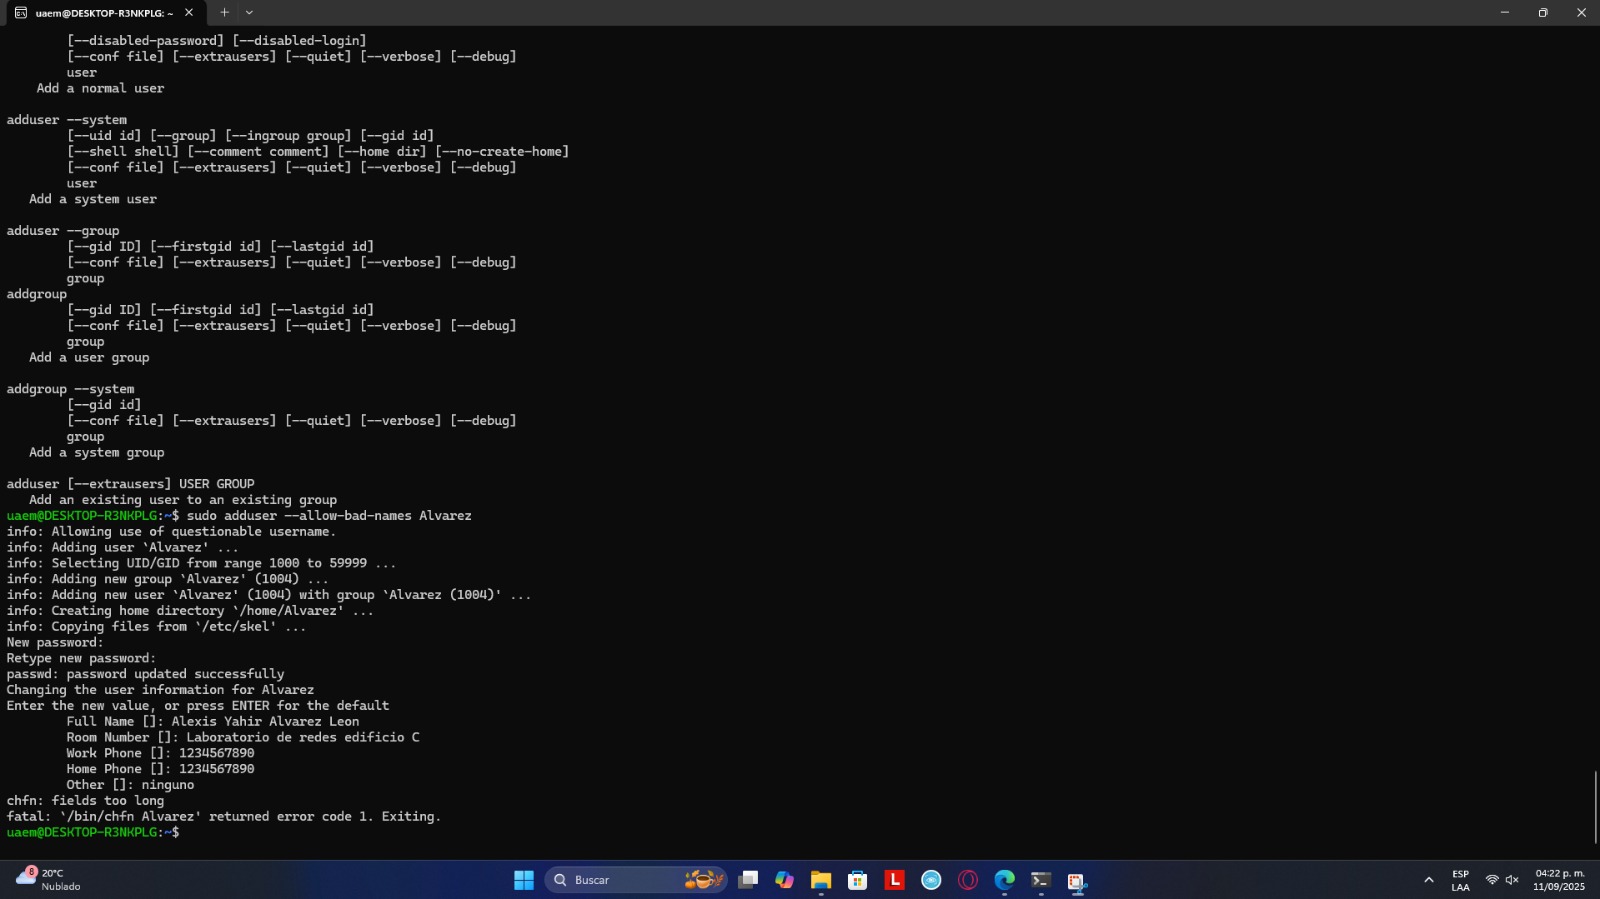 uaem@DESKTOP-R3NKPLG: ~
[--disabled-password] [--disabled-login]
[--conf file] [--extrausers] [--quiet] [--verbose] [--debug]
user
Add a normal user
adduser --system
[--uid id] [--group] [--ingroup group] [--gid id]
[--shell shell] [--comment comment] [--home dir] [--no-create-home]
[--conf file] [--extrausers] [--quiet] [--verbose] [--debug]
user
Add a system user
adduser --group
[--gid ID] [--firstgid id] [--lastgid id]
[--conf file] [--extrausers] [--quiet] [--verbose] [--debug]
group
addgroup
[--gid ID] [--firstgid id] [--lastgid id]
[--conf file] [--extrausers] [--quiet] [--verbose] [--debug]
group
Add a user group
addgroup --system
[--gid id]
[--conf file] [--extrausers] [--quiet] [--verbose] [--debug]
group
Add a system group
adduser [--extrausers] USER GROUP
Add an existing user to an existing group
uaem@DESKTOP-R3NKPLG:~$ sudo adduser --allow-bad-names Alvarez
info: Allowing use of questionable username.
info: Adding user `Alvarez' ...
info: Selecting UID/GID from range 1000 to 59999 ...
info: Adding new group `Alvarez' (1004) ...
info: Adding new user `Alvarez' (1004) with group `Alvarez (1004)' ...
info: Creating home directory `/home/Alvarez' ...
info: Copying files from `/etc/skel' ...
New password:
Retype new password:
passwd: password updated successfully
Changing the user information for Alvarez
Enter the new value, or press ENTER for the default
Full Name []: Alexis Yahir Alvarez Leon
Room Number []: Laboratorio de redes edificio C
Work Phone []: 1234567890
Home Phone []: 1234567890
Other []: ninguno
chfn: fields too long
fatal: `/bin/chfn Alvarez' returned error code 1. Exiting.
uaem@DESKTOP-R3NKPLG:~$
8
20°C
Nublado
Buscar
L
ESP
LAA
04:22 p. m.
11/09/2025